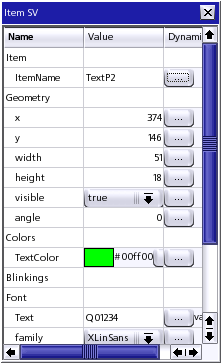 Item SV
Name Value Dynami
Item
ItemName TextP2 ...
Geometry
x 374 ...
y 146 ...
width 51 ...
height 18 ...
visible true ...
angle 0 ...
Colors
TextColor #00ff00 ...
Blinkings
Font
Text Q01234 ... va
family XLinSans ...